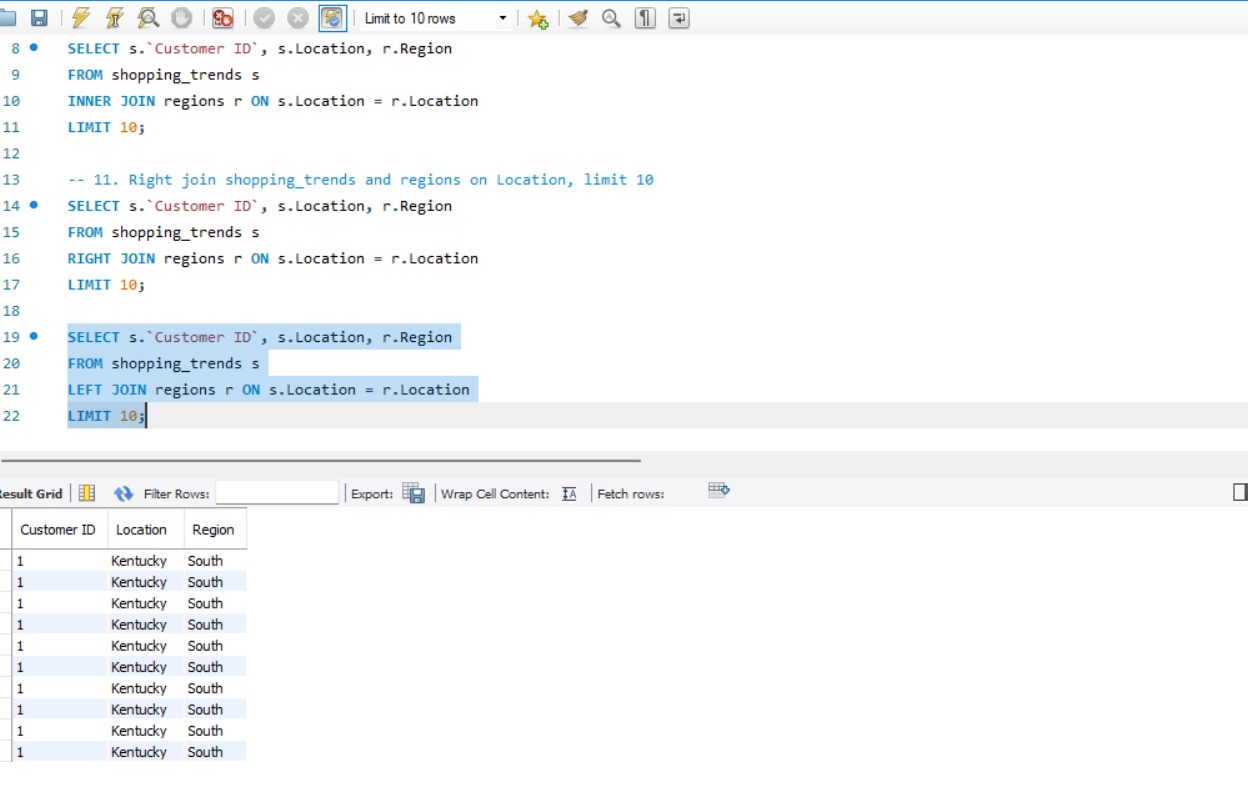 Limit to 10 rows
8 SELECT s.`Customer ID`, s.Location, r.Region
9 FROM shopping_trends s
10 INNER JOIN regions r ON s.Location = r.Location
11 LIMIT 10;
12
13 -- 11. Right join shopping_trends and regions on Location, limit 10
14 SELECT s.`Customer ID`, s.Location, r.Region
15 FROM shopping_trends s
16 RIGHT JOIN regions r ON s.Location = r.Location
17 LIMIT 10;
18
19 SELECT s.`Customer ID`, s.Location, r.Region
20 FROM shopping_trends s
21 LEFT JOIN regions r ON s.Location = r.Location
22 LIMIT 10;
esult Grid Filter Rows: Export: Wrap Cell Content: IA Fetch rows:
Customer ID Location Region
1 Kentucky South
1 Kentucky South
1 Kentucky South
1 Kentucky South
1 Kentucky South
1 Kentucky South
1 Kentucky South
1 Kentucky South
1 Kentucky South
1 Kentucky South